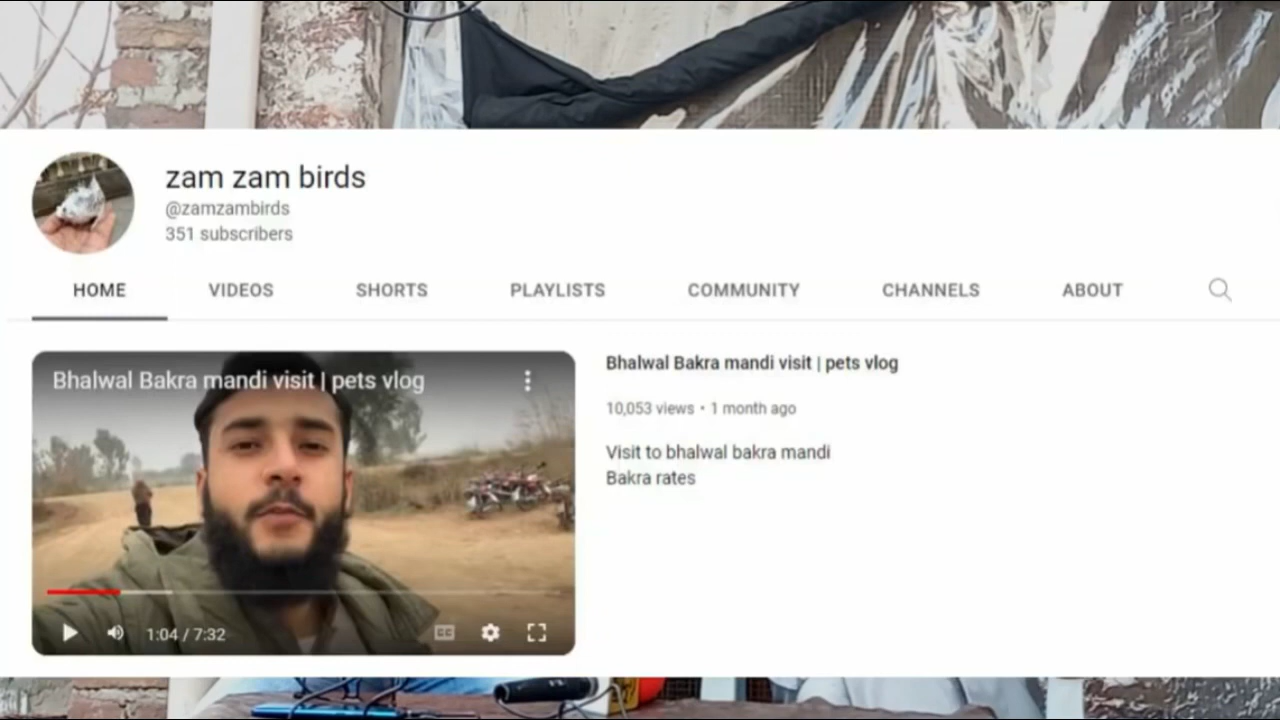 zam zam birds
@zamzambirds
351 subscribers
HOME VIDEOS SHORTS PLAYLISTS COMMUNITY CHANNELS ABOUT
Bhalwal Bakra mandi visit | pets vlog
1:04 / 7:32
CC
Bhalwal Bakra mandi visit | pets vlog
10,053 views • 1 month ago
Visit to bhalwal bakra mandi
Bakra rates